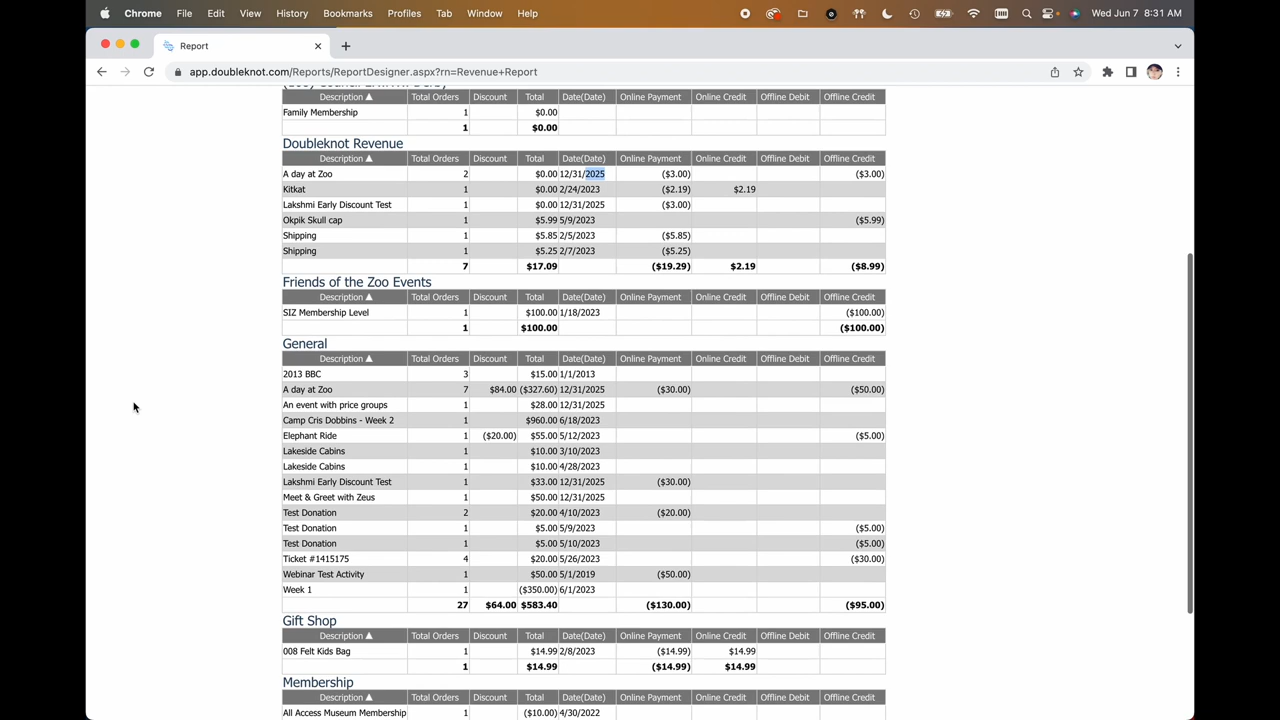 Chrome File Edit View History Bookmarks Profiles Tab Window Help Wed Jun 7 8:31 AM
Report
app.doubleknot.com/Reports/ReportDesigner.aspx?rn=Revenue+Report
Description ▲ Total Orders Discount Total Date(Date) Online Payment Online Credit Offline Debit Offline Credit
Family Membership 1 $0.00
1 $0.00
Doubleknot Revenue
Description ▲ Total Orders Discount Total Date(Date) Online Payment Online Credit Offline Debit Offline Credit
A day at Zoo 2 $0.00 12/31/2025 ($3.00) ($3.00)
Kitkat 1 $0.00 2/24/2023 ($2.19) $2.19
Lakshmi Early Discount Test 1 $0.00 12/31/2025 ($3.00)
Okpik Skull cap 1 $5.99 5/9/2023 ($5.99)
Shipping 1 $5.85 2/5/2023 ($5.85)
Shipping 1 $5.25 2/7/2023 ($5.25)
7 $17.09 ($19.29) $2.19 ($8.99)
Friends of the Zoo Events
Description ▲ Total Orders Discount Total Date(Date) Online Payment Online Credit Offline Debit Offline Credit
SIZ Membership Level 1 $100.00 1/18/2023 ($100.00)
1 $100.00 ($100.00)
General
Description ▲ Total Orders Discount Total Date(Date) Online Payment Online Credit Offline Debit Offline Credit
2013 BBC 3 $15.00 1/1/2013
A day at Zoo 7 $84.00 ($327.60) 12/31/2025 ($30.00) ($50.00)
An event with price groups 1 $28.00 12/31/2025
Camp Cris Dobbins - Week 2 1 $960.00 6/18/2023
Elephant Ride 1 ($20.00) $55.00 5/12/2023 ($5.00)
Lakeside Cabins 1 $10.00 3/10/2023
Lakeside Cabins 1 $10.00 4/28/2023
Lakshmi Early Discount Test 1 $33.00 12/31/2025 ($30.00)
Meet & Greet with Zeus 1 $50.00 12/31/2025
Test Donation 2 $20.00 4/10/2023 ($20.00)
Test Donation 1 $5.00 5/9/2023 ($5.00)
Test Donation 1 $5.00 5/10/2023 ($5.00)
Ticket #1415175 4 $20.00 5/26/2023 ($30.00)
Webinar Test Activity 1 $50.00 5/1/2019 ($50.00)
Week 1 1 ($350.00) 6/1/2023
27 $64.00 $583.40 ($130.00) ($95.00)
Gift Shop
Description ▲ Total Orders Discount Total Date(Date) Online Payment Online Credit Offline Debit Offline Credit
008 Felt Kids Bag 1 $14.99 2/8/2023 ($14.99) $14.99
1 $14.99 ($14.99) $14.99
Membership
Description ▲ Total Orders Discount Total Date(Date) Online Payment Online Credit Offline Debit Offline Credit
All Access Museum Membership 1 ($10.00) 4/30/2022